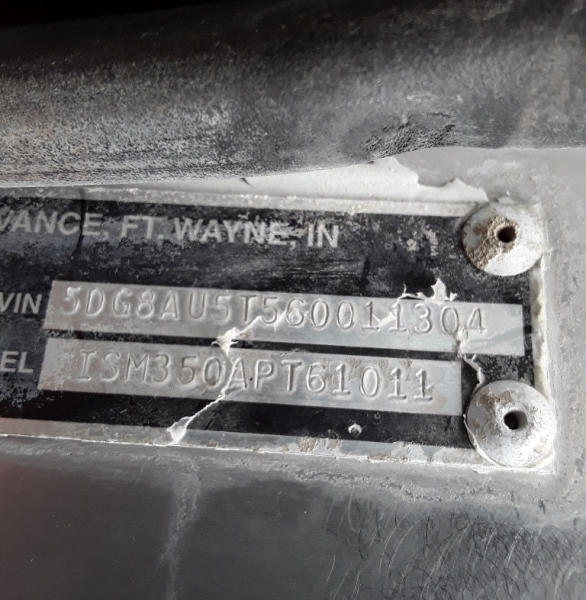 VANCE, FT. WAYNE, IN
VIN 5DG8AU5T560011304
EL ISM350APT61011